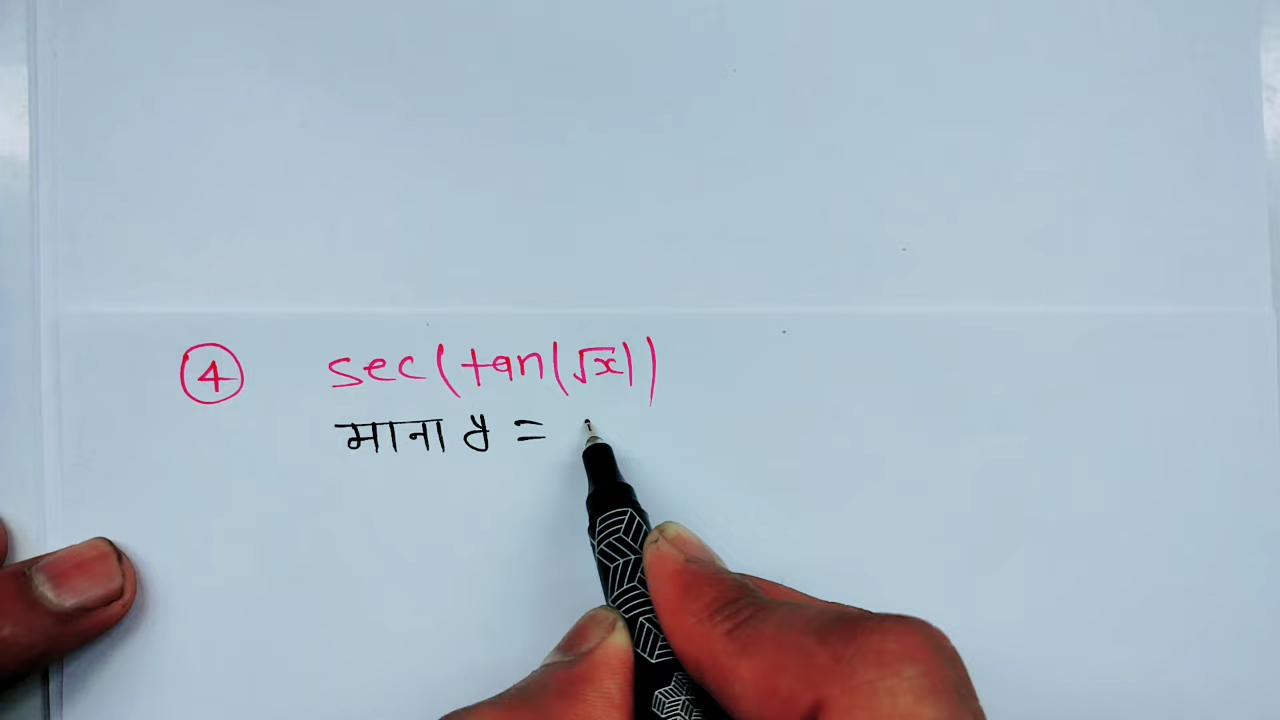 ④ sec(tan(√x))
माना y =